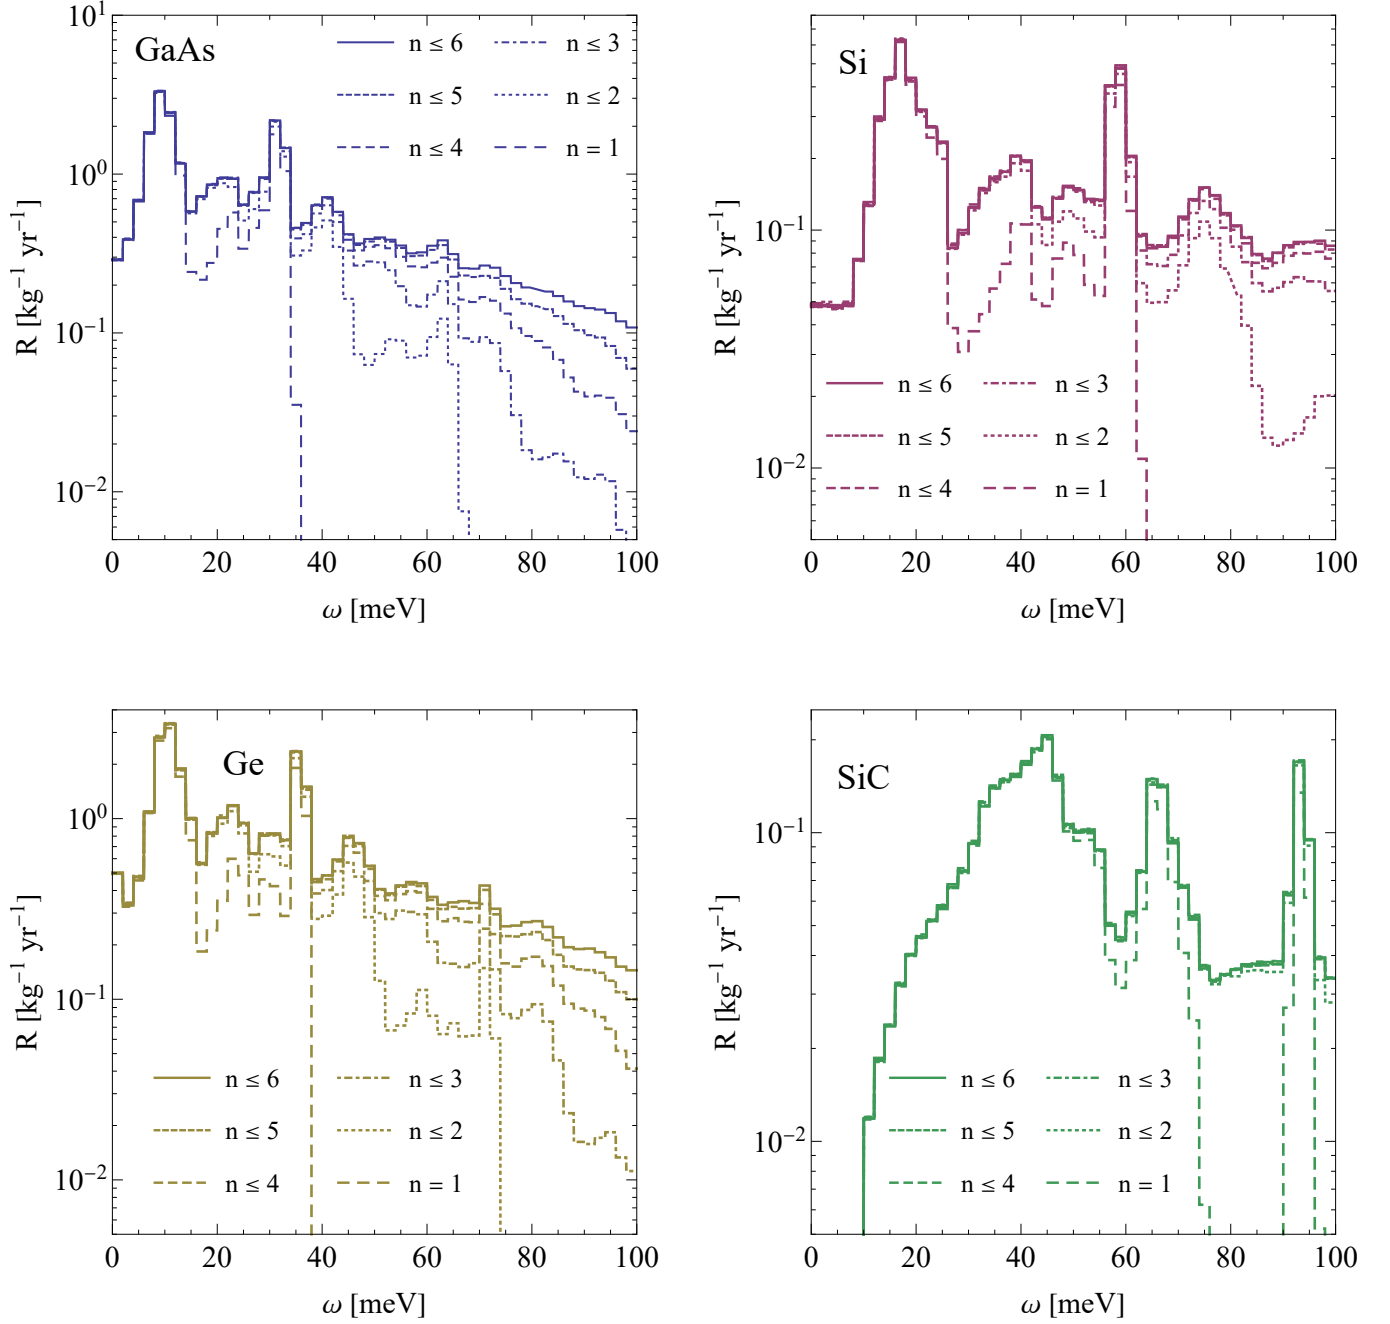 GaAs
n ≤ 6
n ≤ 3
n ≤ 5
n ≤ 2
n ≤ 4
n = 1
10¹
10⁰
10⁻¹
10⁻²
R [kg⁻¹ yr⁻¹]
0 20 40 60 80 100
ω [meV]
Si
10⁻¹
10⁻²
R [kg⁻¹ yr⁻¹]
n ≤ 6
n ≤ 3
n ≤ 5
n ≤ 2
n ≤ 4
n = 1
0 20 40 60 80 100
ω [meV]
Ge
10⁰
10⁻¹
10⁻²
R [kg⁻¹ yr⁻¹]
n ≤ 6
n ≤ 3
n ≤ 5
n ≤ 2
n ≤ 4
n = 1
0 20 40 60 80 100
ω [meV]
SiC
10⁻¹
10⁻²
R [kg⁻¹ yr⁻¹]
n ≤ 6
n ≤ 3
n ≤ 5
n ≤ 2
n ≤ 4
n = 1
0 20 40 60 80 100
ω [meV]